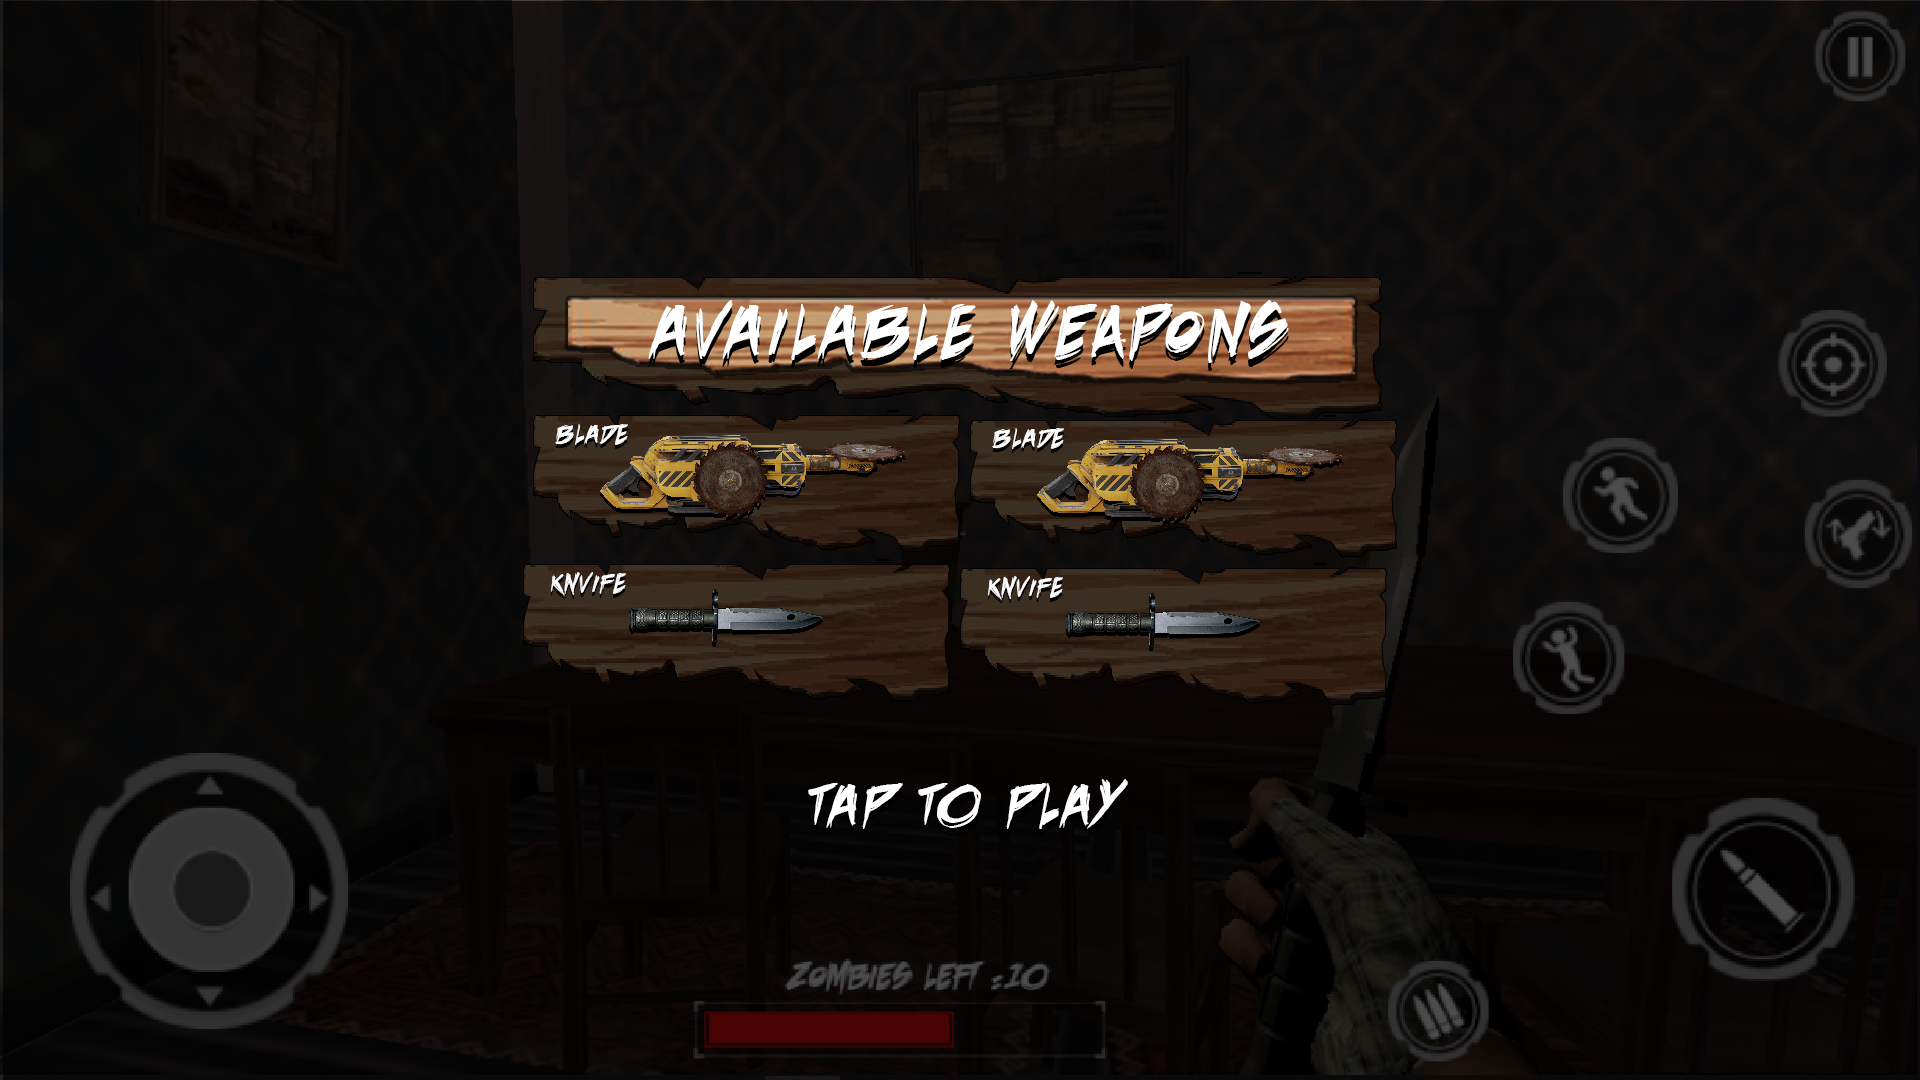 AVAILABLE WEAPONS
BLADE
BLADE
KNVIFE
KNVIFE
TAP TO PLAY
ZOMBIES LEFT :10